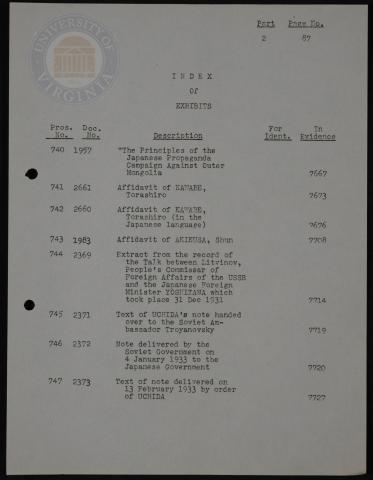 UNIVERSITY OF VIRGINIA
Part Page No.
2 87
I N D E X
Of
EXHIBITS
Pros. Doc. For In
No. No. Description Ident. Evidence
740 1957 "The Principles of the
Japanese Propaganda
Campaign Against Outer
Mongolia 7667
741 2661 Affidavit of KAWABE,
Torashiro 7673
742 2660 Affidavit of KAWABE,
Torashiro (in the
Japanese language) 7676
743 1983 Affidavit of AKIKUSA, Shun 7708
744 2369 Extract from the record of
the Talk between Litvinov,
People's Commissar of
Foreign Affairs of the USSR
and the Japanese Foreign
Minister YOSHIZAWA which
took place 31 Dec 1931 7714
745 2371 Text of UCHIDA's note handed
over to the Soviet Am-
bassador Troyanovsky 7719
746 2372 Note delivered by the
Soviet Government on
4 January 1933 to the
Japanese Government 7720
747 2373 Text of note delivered on
13 February 1933 by order
of UCHIDA 7727